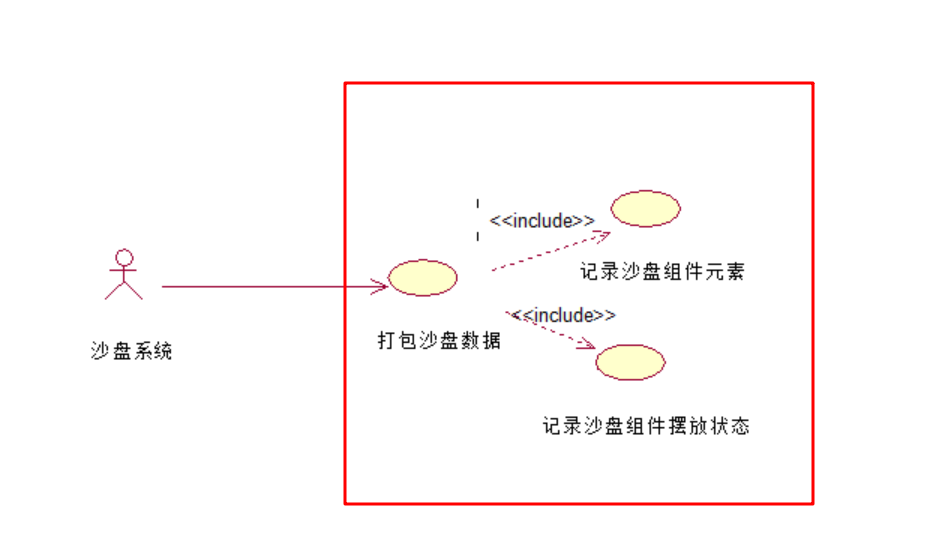 <<include>>
记录沙盘组件元素
<<include>>
打包沙盘数据
沙盘系统
记录沙盘组件摆放状态